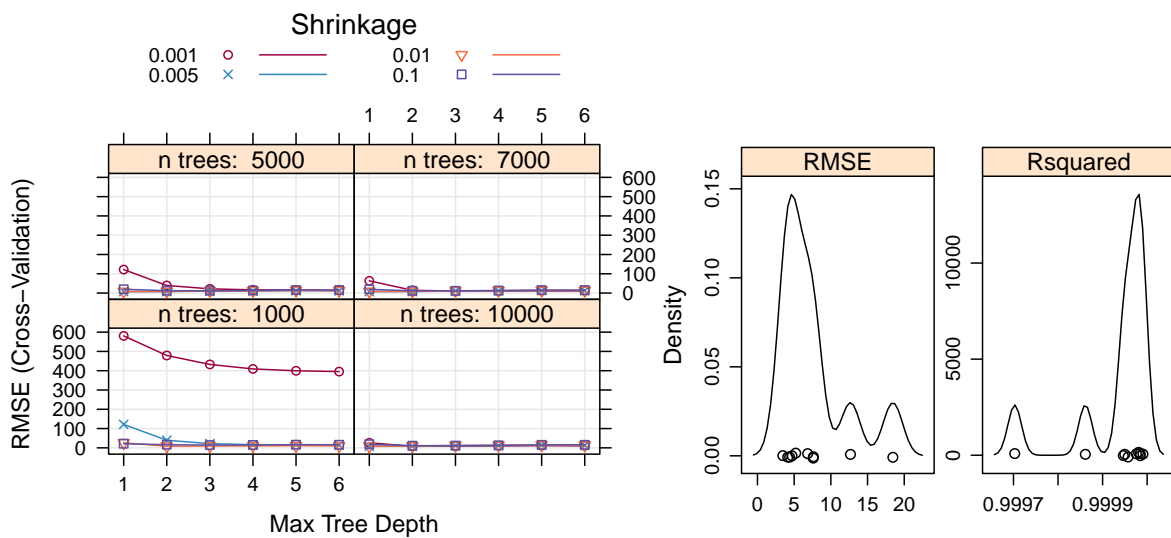 Shrinkage
0.001 0.01
0.005 0.1
1 2 3 4 5 6
n trees: 5000 n trees: 7000
600
500
400
300
200
100
0
n trees: 1000 n trees: 10000
600
500
400
300
200
100
0
1 2 3 4 5 6
RMSE (Cross−Validation)
Max Tree Depth
RMSE
0.15
0.10
0.05
0.00
Density
0 5 10 15 20
Rsquared
10000
5000
0
0.9997 0.9999